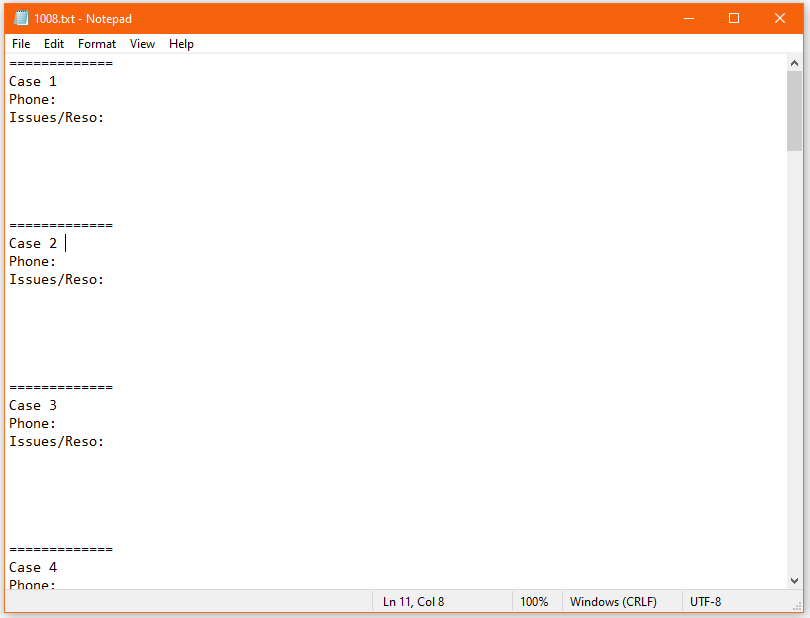 1008.txt - Notepad
File Edit Format View Help
=============
Case 1
Phone:
Issues/Reso:
=============
Case 2
Phone:
Issues/Reso:
=============
Case 3
Phone:
Issues/Reso:
=============
Case 4
Phone:
Ln 11, Col 8 100% Windows (CRLF) UTF-8